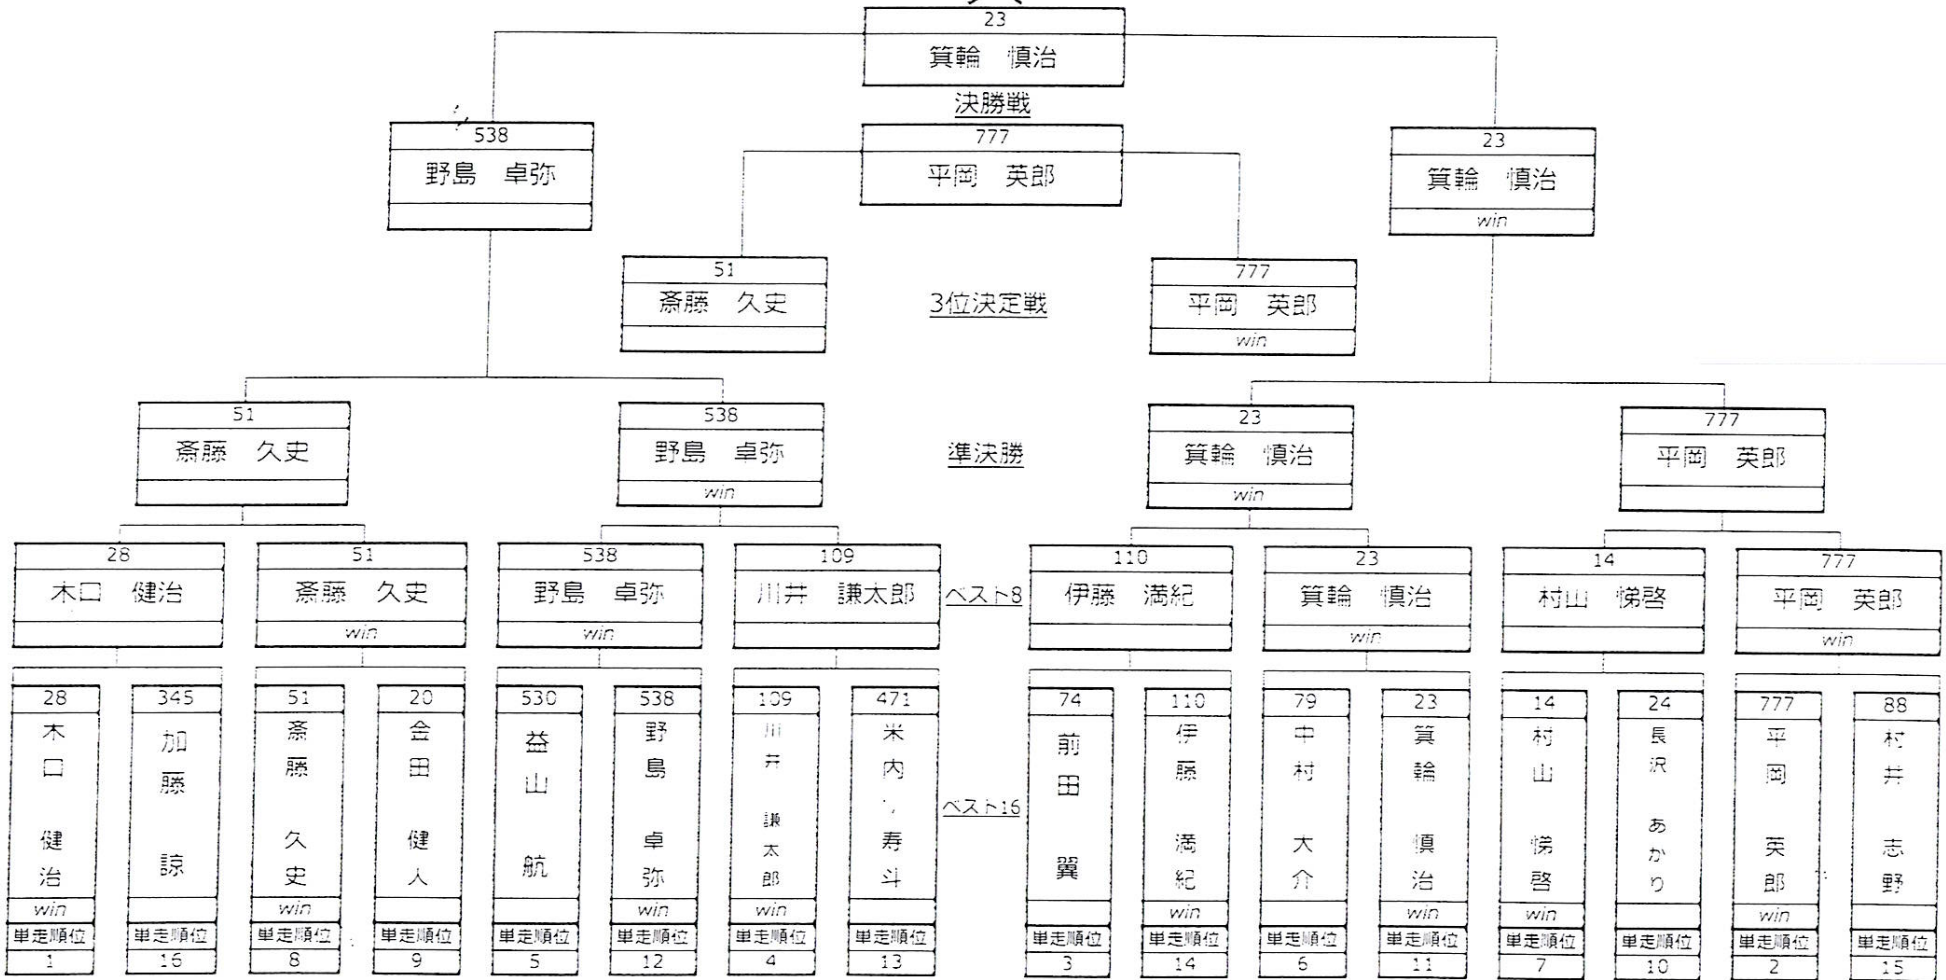 23
箕輪 慎治
決勝戦
538
野島 卓弥
777
平岡 英郎
23
箕輪 慎治
win
51
斎藤 久史
3位決定戦
777
平岡 英郎
win
51
斎藤 久史
538
野島 卓弥
win
準決勝
23
箕輪 慎治
win
777
平岡 英郎
28
木口 健治
51
斎藤 久史
win
538
野島 卓弥
win
109
川井 謙太郎
ベスト8
110
伊藤 満紀
23
箕輪 慎治
win
14
村山 悌啓
777
平岡 英郎
win
28
木口 健治
win
単走順位
1
345
加藤 諒
単走順位
16
51
斎藤 久史
win
単走順位
8
20
金田 健人
単走順位
9
530
益山 航
単走順位
5
538
野島 卓弥
win
単走順位
12
109
川井 謙太郎
win
単走順位
4
471
米内 寿斗
単走順位
13
ベスト16
74
前田 翼
単走順位
3
110
伊藤 満紀
win
単走順位
14
79
中村 大介
単走順位
6
23
箕輪 慎治
win
単走順位
11
14
村山 悌啓
win
単走順位
7
24
長沢 あかり
単走順位
10
777
平岡 英郎
win
単走順位
2
88
村井 志野
単走順位
15